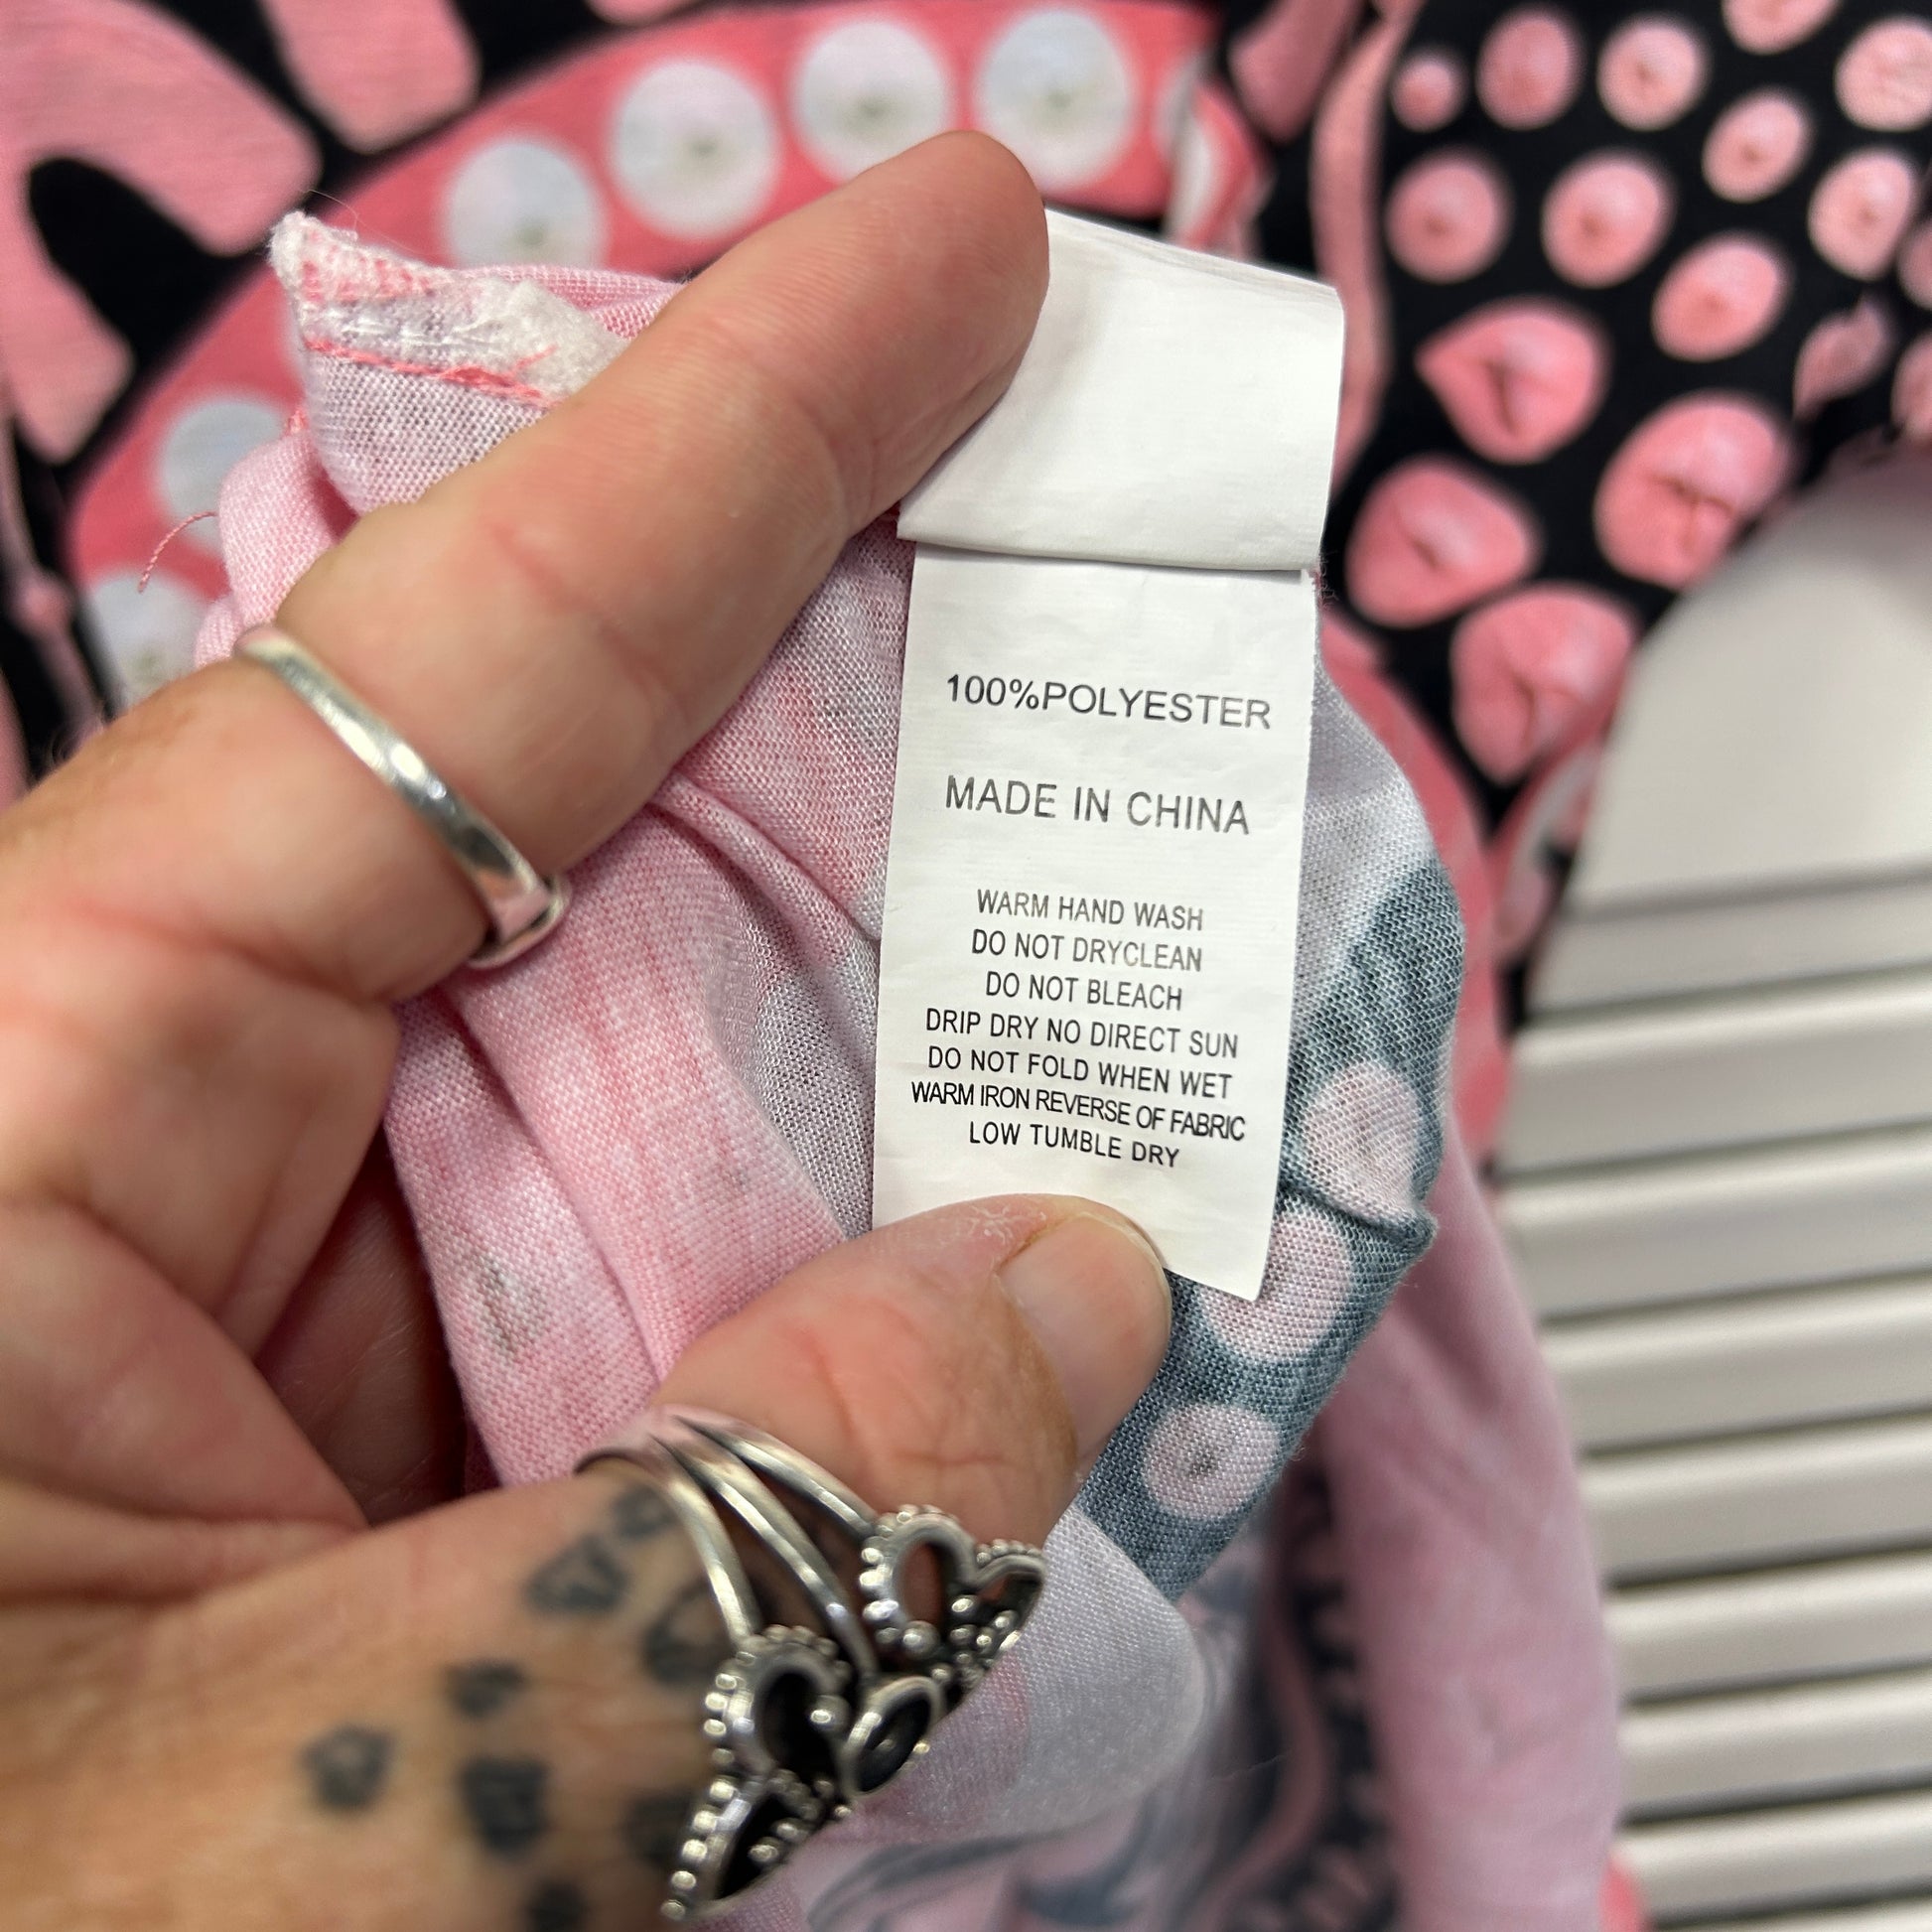 100%POLYESTER
MADE IN CHINA
WARM HAND WASH
DO NOT DRYCLEAN
DO NOT BLEACH
DRIP DRY NO DIRECT SUN
DO NOT FOLD WHEN WET
WARM IRON REVERSE OF FABRIC
LOW TUMBLE DRY